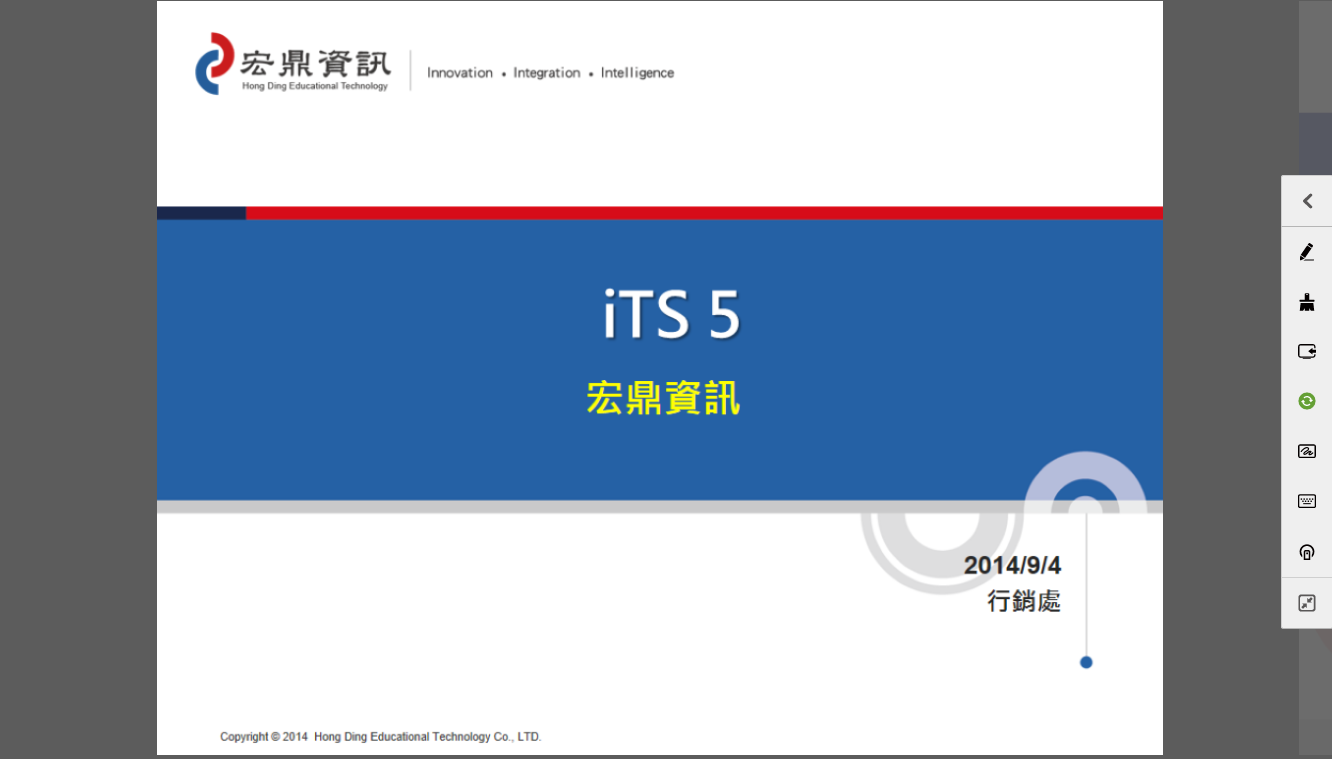 宏鼎資訊
Hong Ding Educational Technology
Innovation • Integration • Intelligence
iTS 5
宏鼎資訊
2014/9/4
行銷處
Copyright © 2014 Hong Ding Educational Technology Co., LTD.